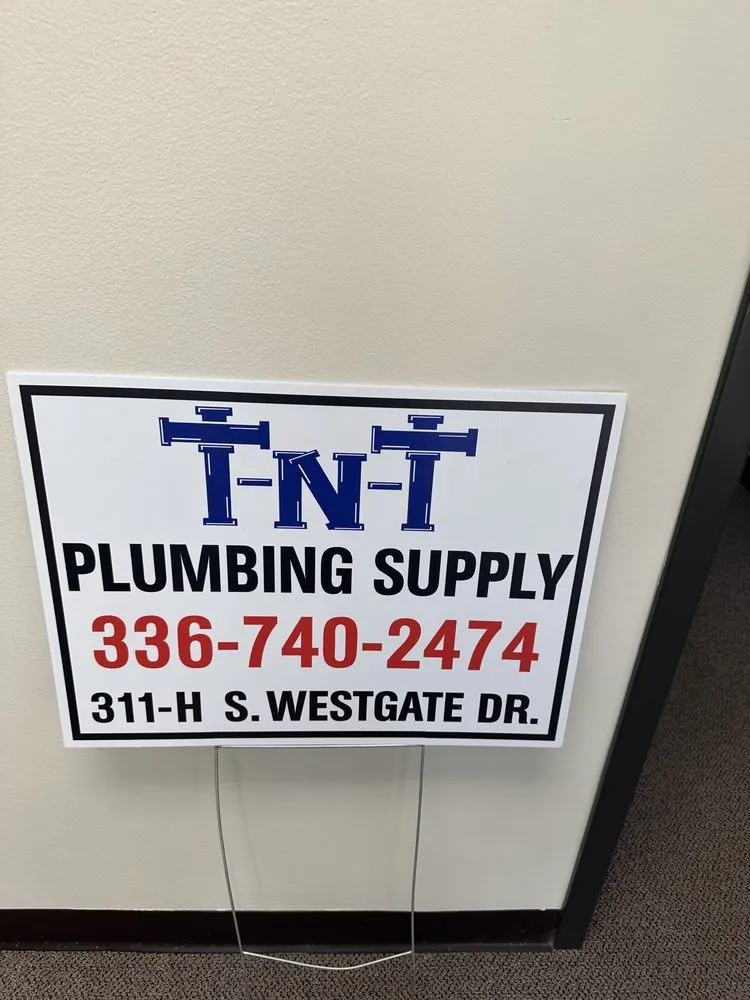 T-N-T
PLUMBING SUPPLY
336-740-2474
311-H S. WESTGATE DR.